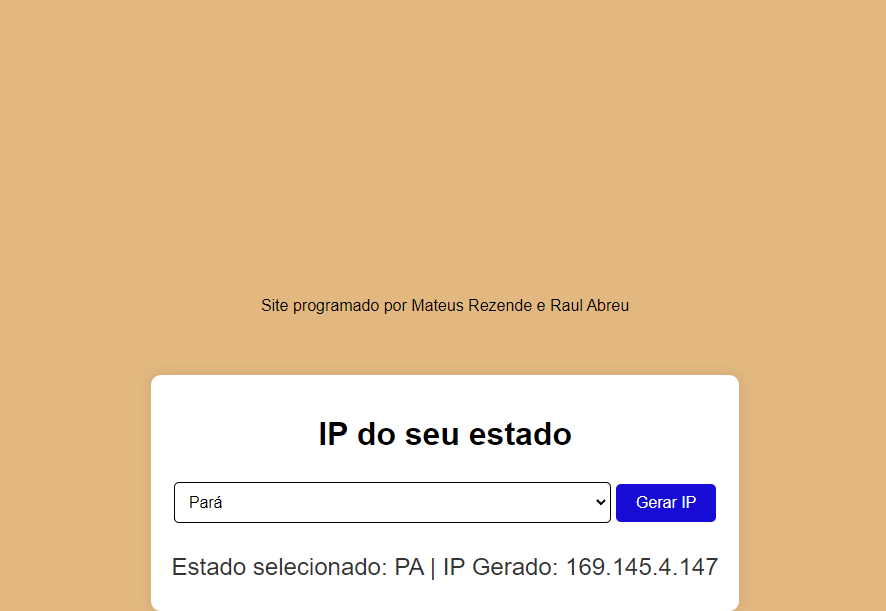 Site programado por Mateus Rezende e Raul Abreu
IP do seu estado
Pará
Gerar IP
Estado selecionado: PA | IP Gerado: 169.145.4.147